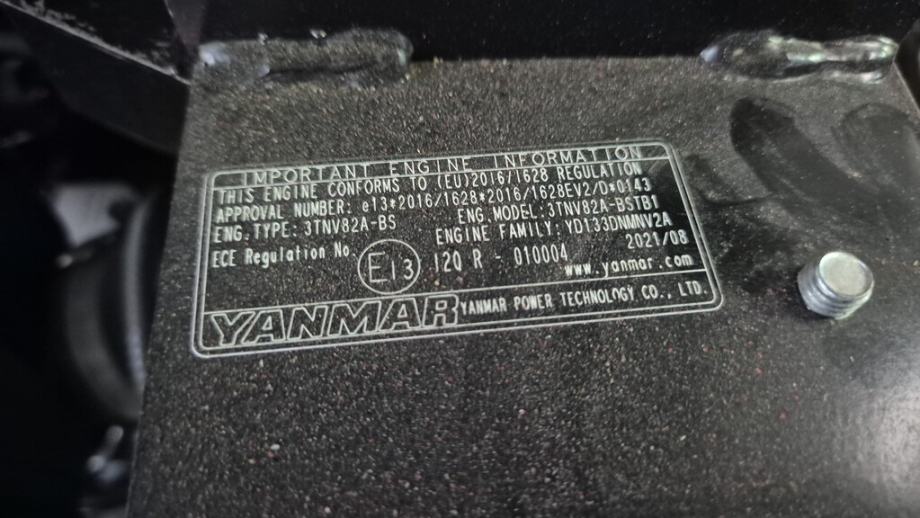 IMPORTANT ENGINE INFORMATION
THIS ENGINE CONFORMS TO (EU)2016/1628 REGULATION
APPROVAL NUMBER: e13*2016/1628*2016/1628EV2/D*0143
ENG. TYPE: 3TNV82A-BS ENG. MODEL: 3TNV82A-BSTB1
ENGINE FAMILY: YD133DNMNV2A
ECE Regulation No E13 120 R - 010004 2021/08
www.yanmar.com
YANMAR YANMAR POWER TECHNOLOGY CO., LTD.